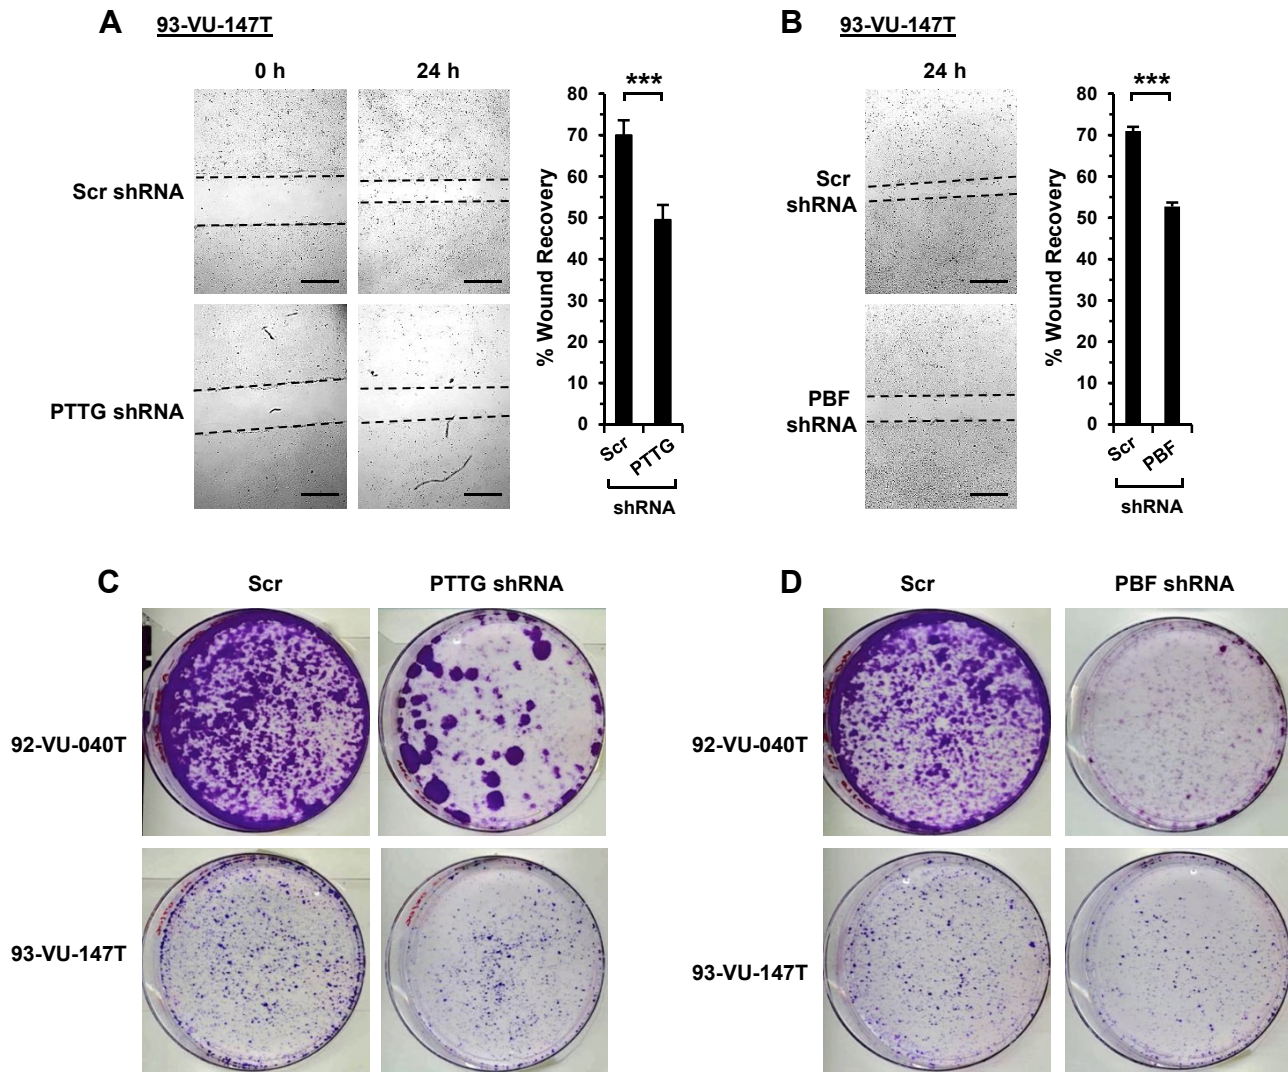 A 93-VU-147T
0 h 24 h
Scr shRNA
PTTG shRNA
***
% Wound Recovery
80
70
60
50
40
30
20
10
0
Scr
PTTG
shRNA
B 93-VU-147T
24 h
Scr
shRNA
PBF
shRNA
***
% Wound Recovery
80
70
60
50
40
30
20
10
0
Scr
PBF
shRNA
C Scr PTTG shRNA
92-VU-040T
93-VU-147T
D Scr PBF shRNA
92-VU-040T
93-VU-147T